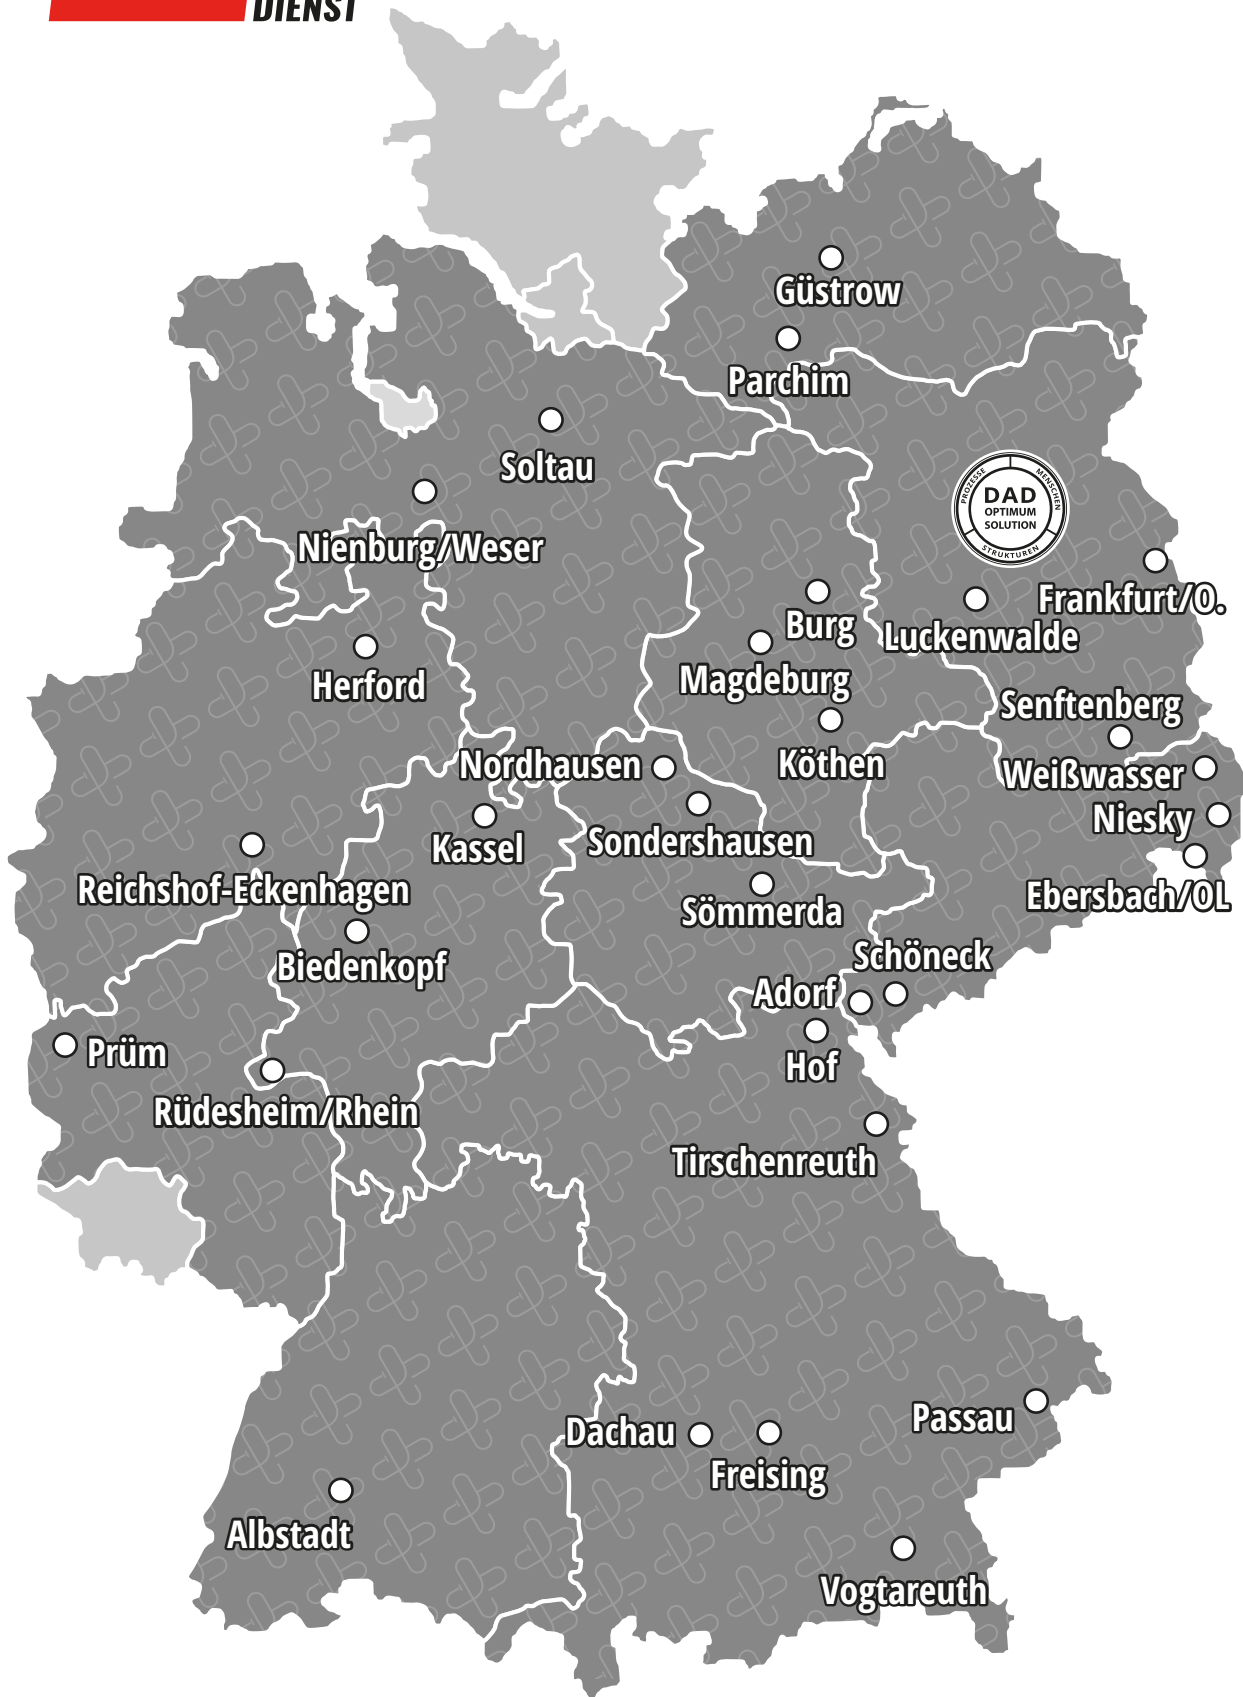 DIENST
Güstrow
Parchim
Soltau
PROZESSE
MENSCHEN
DAD
OPTIMUM
SOLUTION
STRUKTUREN
Nienburg/Weser
Frankfurt/O.
Burg
Luckenwalde
Herford
Magdeburg
Senftenberg
Nordhausen
Köthen
Weißwasser
Niesky
Kassel
Sondershausen
Reichshof-Eckenhagen
Ebersbach/OL
Sömmerda
Biedenkopf
Schöneck
Adorf
Prüm
Hof
Rüdesheim/Rhein
Tirschenreuth
Passau
Dachau
Freising
Albstadt
Vogtareuth